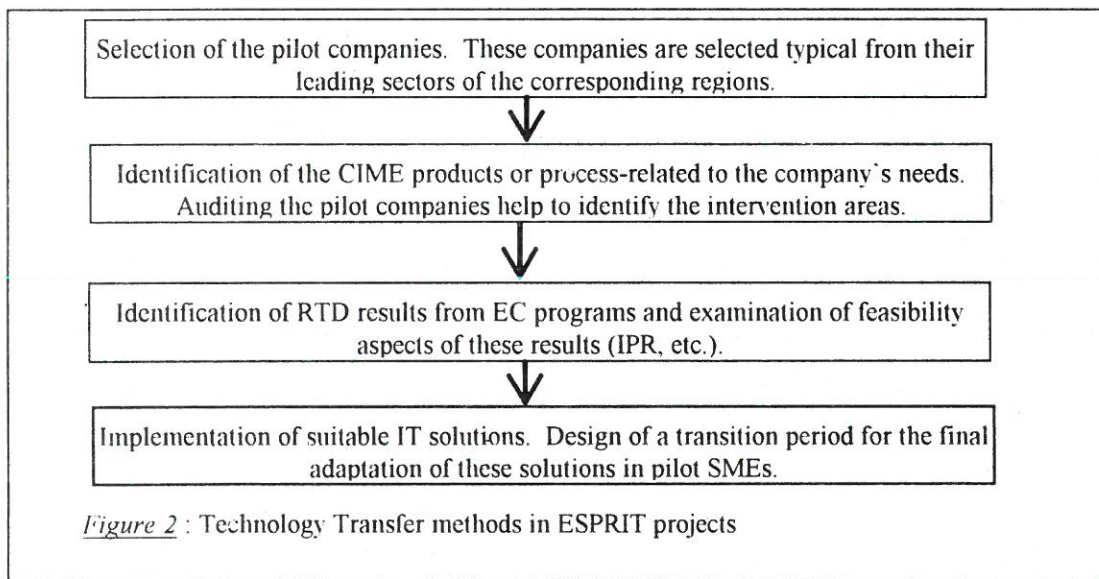 Selection of the pilot companies. These companies are selected typical from their
leading sectors of the corresponding regions.
Identification of the CIME products or process-related to the company's needs.
Auditing the pilot companies help to identify the intervention areas.
Identification of RTD results from EC programs and examination of feasibility
aspects of these results (IPR, etc.).
Implementation of suitable IT solutions. Design of a transition period for the final
adaptation of these solutions in pilot SMEs.
Figure 2 : Technology Transfer methods in ESPRIT projects